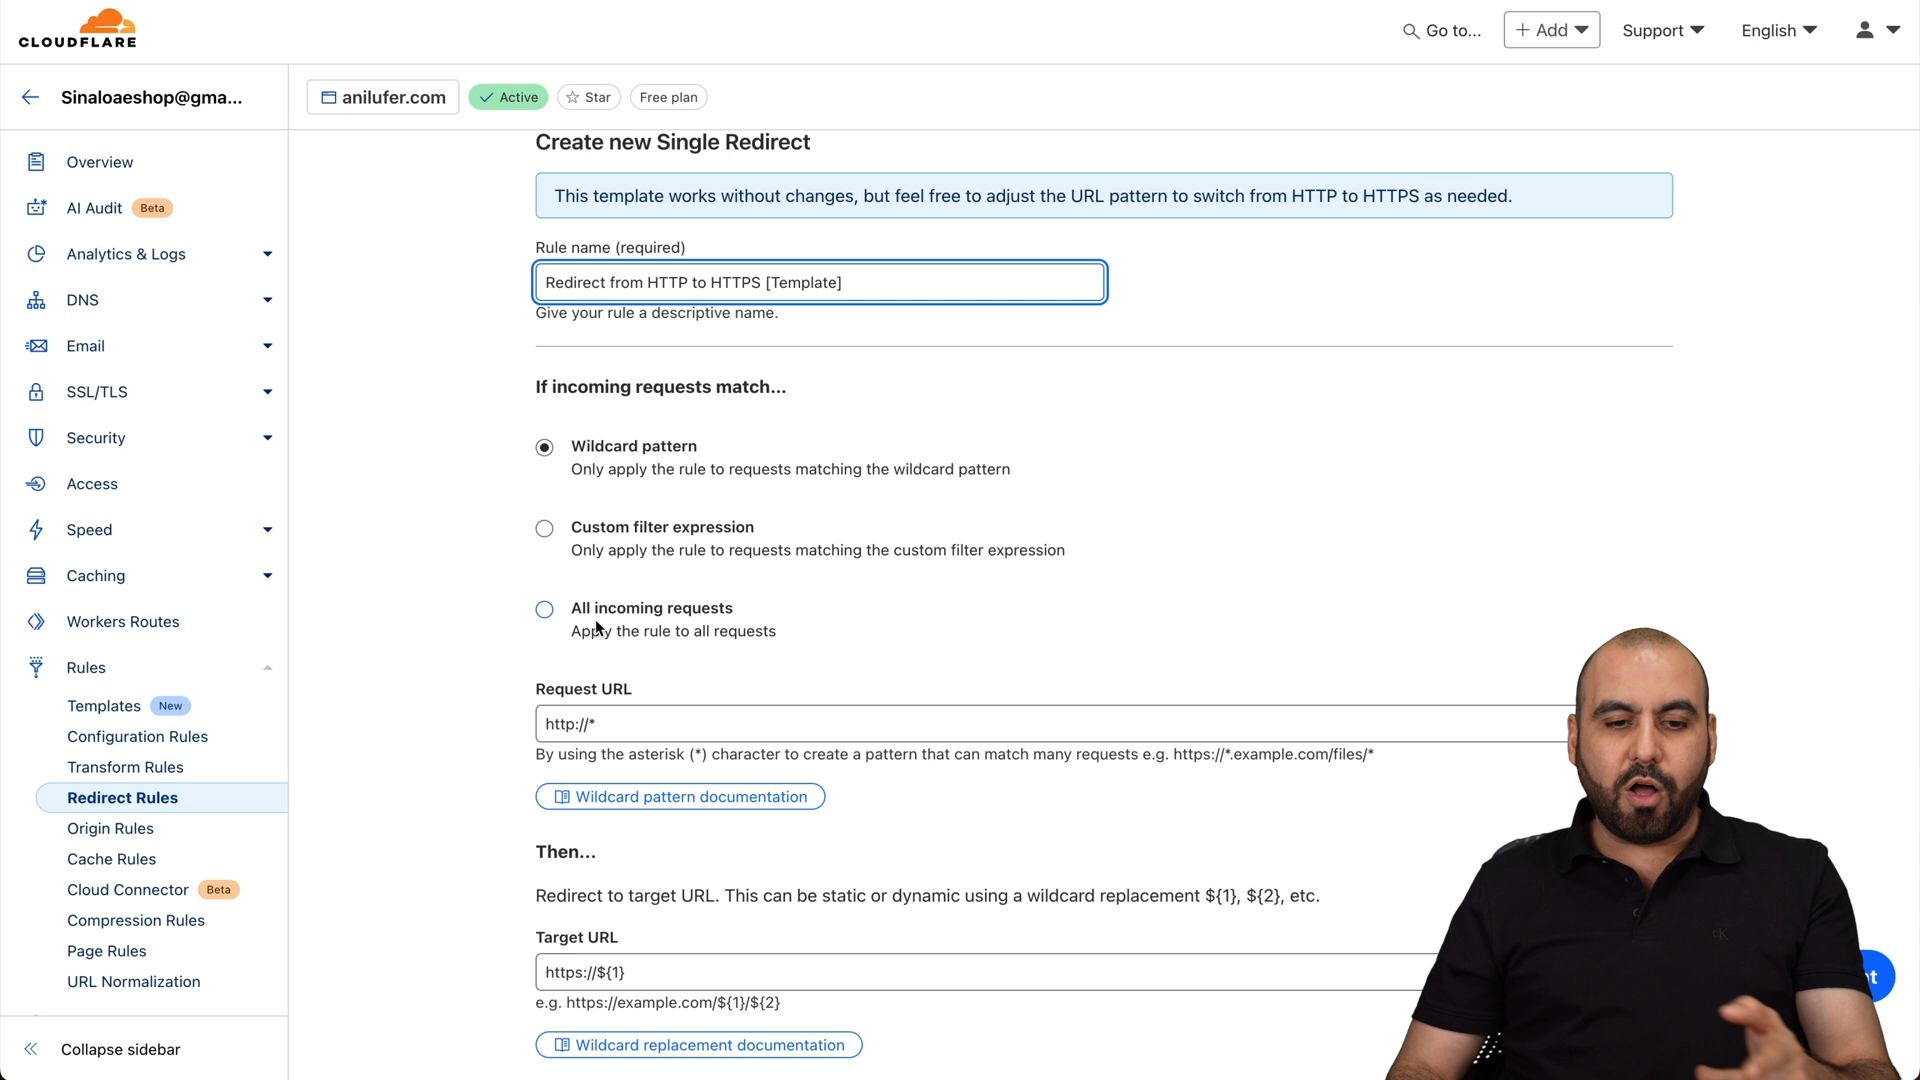 CLOUDFLARE
Go to...
+ Add
Support
English
Sinaloaeshop@gma...
anilufer.com
Active
Star
Free plan
Overview
AI Audit Beta
Analytics & Logs
DNS
Email
SSL/TLS
Security
Access
Speed
Caching
Workers Routes
Rules
Templates New
Configuration Rules
Transform Rules
Redirect Rules
Origin Rules
Cache Rules
Cloud Connector Beta
Compression Rules
Page Rules
URL Normalization
Collapse sidebar
Create new Single Redirect
This template works without changes, but feel free to adjust the URL pattern to switch from HTTP to HTTPS as needed.
Rule name (required)
Redirect from HTTP to HTTPS [Template]
Give your rule a descriptive name.
If incoming requests match...
Wildcard pattern
Only apply the rule to requests matching the wildcard pattern
Custom filter expression
Only apply the rule to requests matching the custom filter expression
All incoming requests
Apply the rule to all requests
Request URL
http://*
By using the asterisk (*) character to create a pattern that can match many requests e.g. https://*.example.com/files/*
Wildcard pattern documentation
Then...
Redirect to target URL. This can be static or dynamic using a wildcard replacement ${1}, ${2}, etc.
Target URL
https://${1}
e.g. https://example.com/${1}/${2}
Wildcard replacement documentation